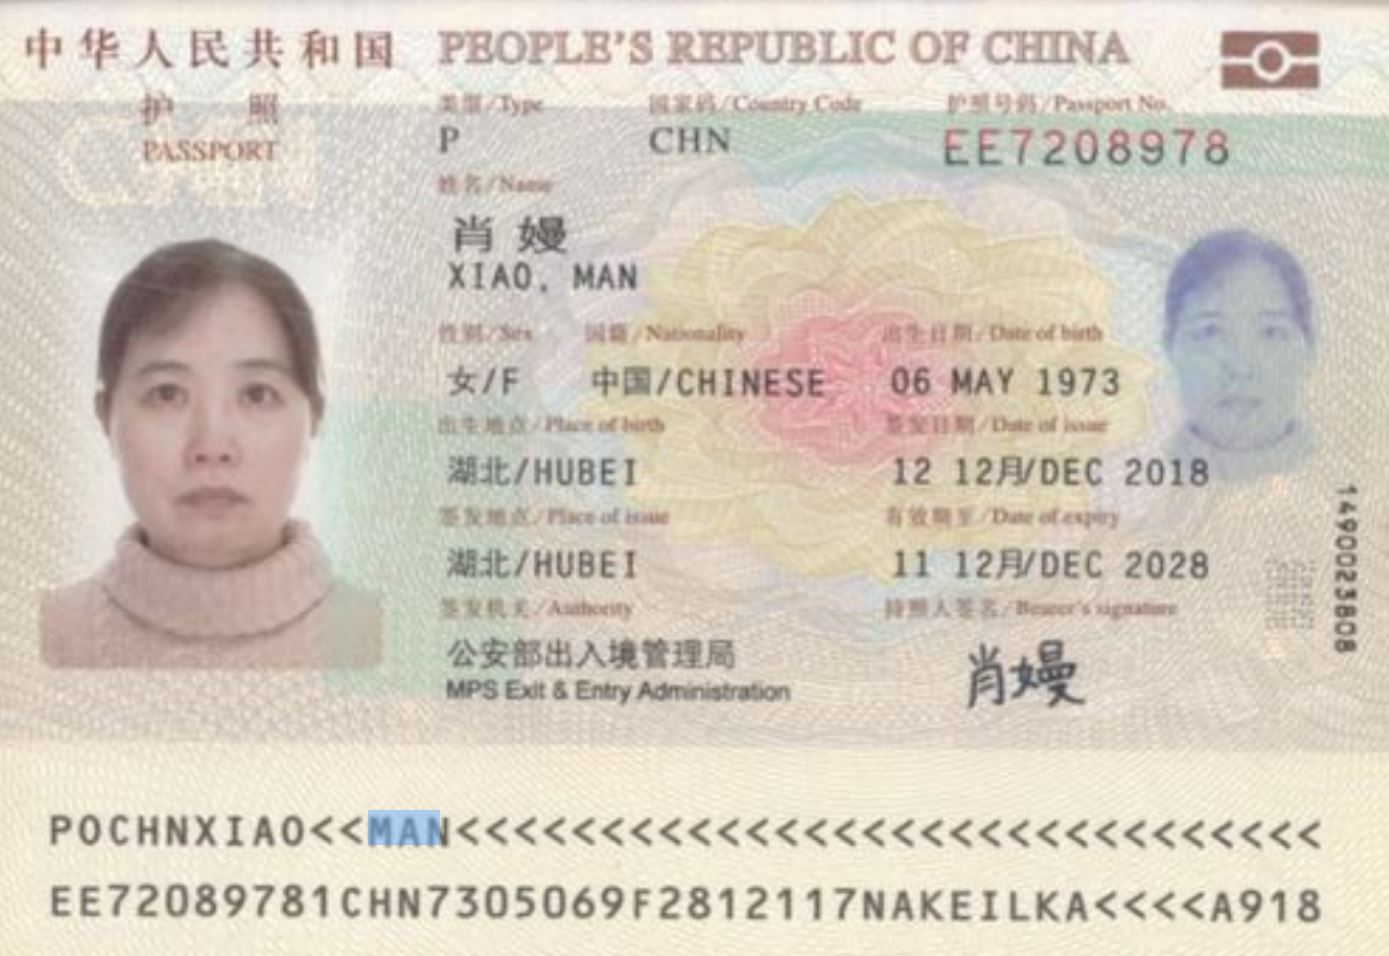 中华人民共和国 PEOPLE'S REPUBLIC OF CHINA
护 照
PASSPORT
类型/Type 国家码/Country Code 护照号码/Passport No.
P CHN EE7208978
姓名/Name
肖嫚
XIAO, MAN
性别/Sex 国籍/Nationality 出生日期/Date of birth
女/F 中国/CHINESE 06 MAY 1973
出生地点/Place of birth 签发日期/Date of issue
湖北/HUBEI 12 12月/DEC 2018
签发地点/Place of issue 有效期至/Date of expiry
湖北/HUBEI 11 12月/DEC 2028
签发机关/Authority 持照人签名/Bearer's signature
公安部出入境管理局
MPS Exit & Entry Administration
肖嫚
1490023808
POCHNXIAO<<MAN<<<<<<<<<<<<<<<<<<<<<<<<<<<<<<
EE72089781CHN7305069F2812117NAKEILKA<<<<A918